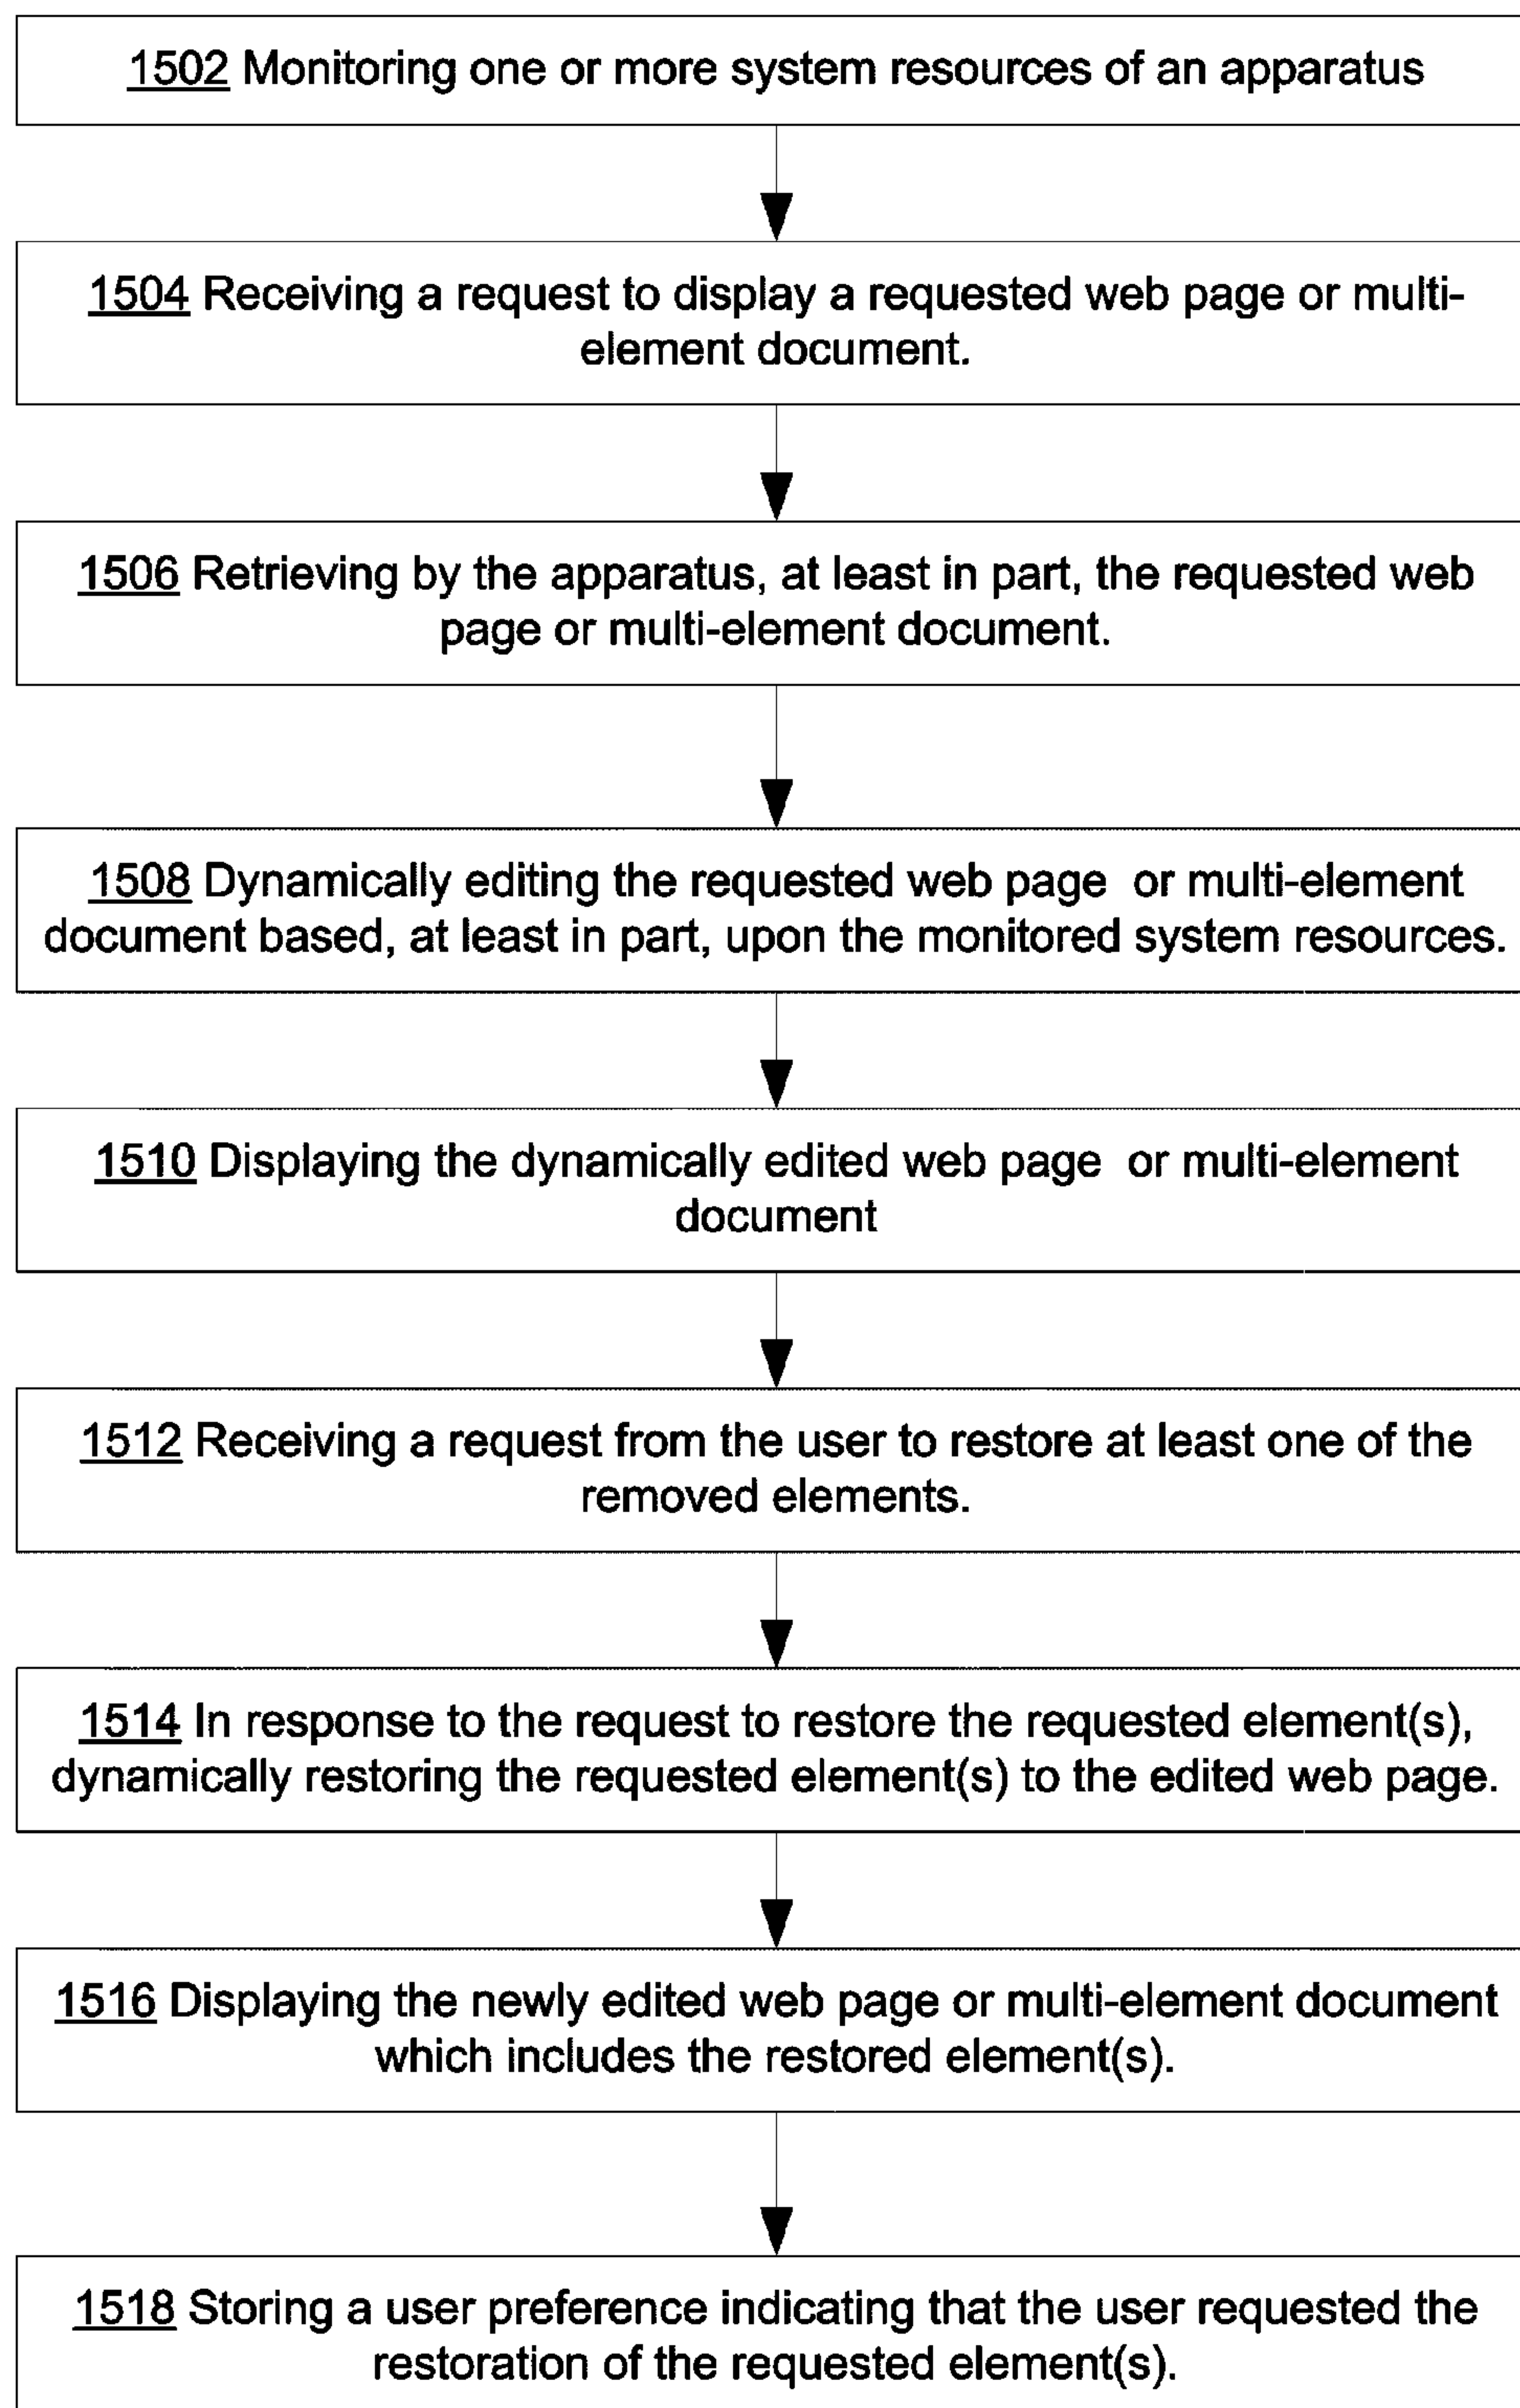 1502 Monitoring one or more system resources of an apparatus
1504 Receiving a request to display a requested web page or multi-
element document.
1506 Retrieving by the apparatus, at least in part, the requested web
page or multi-element document.
1508 Dynamically editing the requested web page or multi-element
document based, at least in part, upon the monitored system resources.
1510 Displaying the dynamically edited web page or multi-element
document
1512 Receiving a request from the user to restore at least one of the
removed elements.
1514 In response to the request to restore the requested element(s),
dynamically restoring the requested element(s) to the edited web page.
1516 Displaying the newly edited web page or multi-element document
which includes the restored element(s).
1518 Storing a user preference indicating that the user requested the
restoration of the requested element(s).